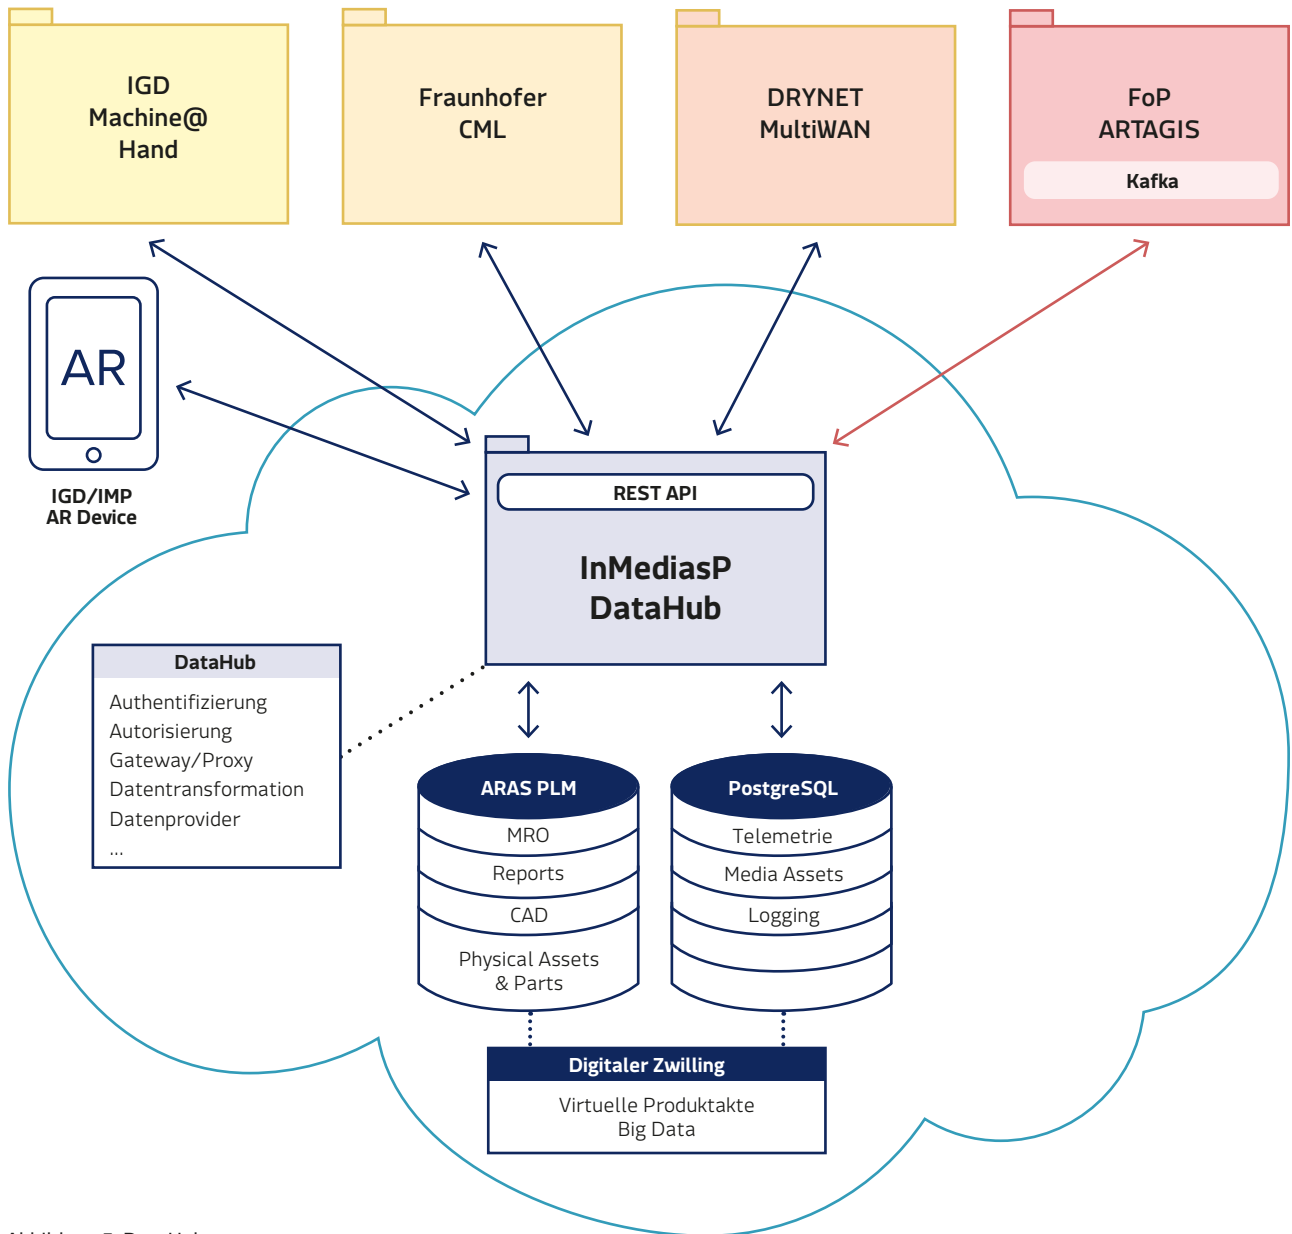 IGD
Machine@
Hand
Fraunhofer
CML
DRYNET
MultiWAN
FoP
ARTAGIS
Kafka
AR
IGD/IMP
AR Device
REST API
InMediasP
DataHub
DataHub
Authentifizierung
Autorisierung
Gateway/Proxy
Datentransformation
Datenprovider
...
ARAS PLM
MRO
Reports
CAD
Physical Assets
& Parts
PostgreSQL
Telemetrie
Media Assets
Logging
Digitaler Zwilling
Virtuelle Produktakte
Big Data